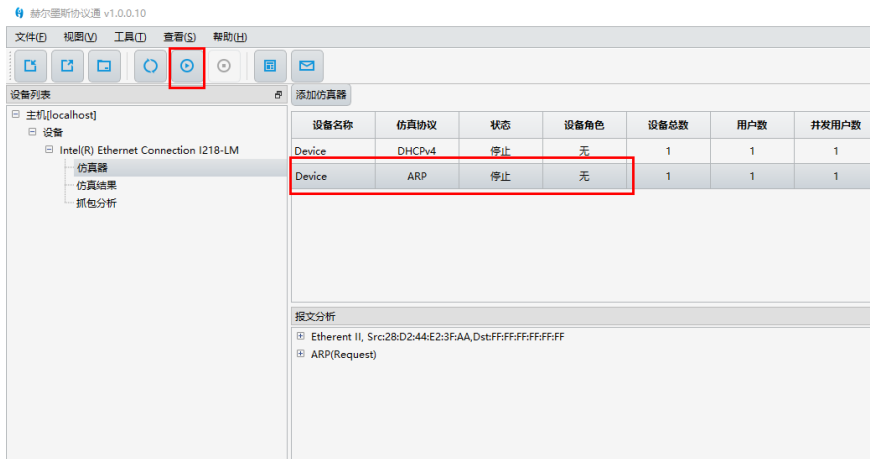 赫尔墨斯协议通 v1.0.0.10
文件(F) 视图(V) 工具(T) 查看(S) 帮助(H)
设备列表
添加仿真器
主机[localhost]
设备
Intel(R) Ethernet Connection I218-LM
仿真器
仿真结果
抓包分析
设备名称 仿真协议 状态 设备角色 设备总数 用户数 并发用户数
Device DHCPv4 停止 无 1 1 1
Device ARP 停止 无 1 1 1
报文分析
Etherent II, Src:28:D2:44:E2:3F:AA,Dst:FF:FF:FF:FF:FF:FF
ARP(Request)